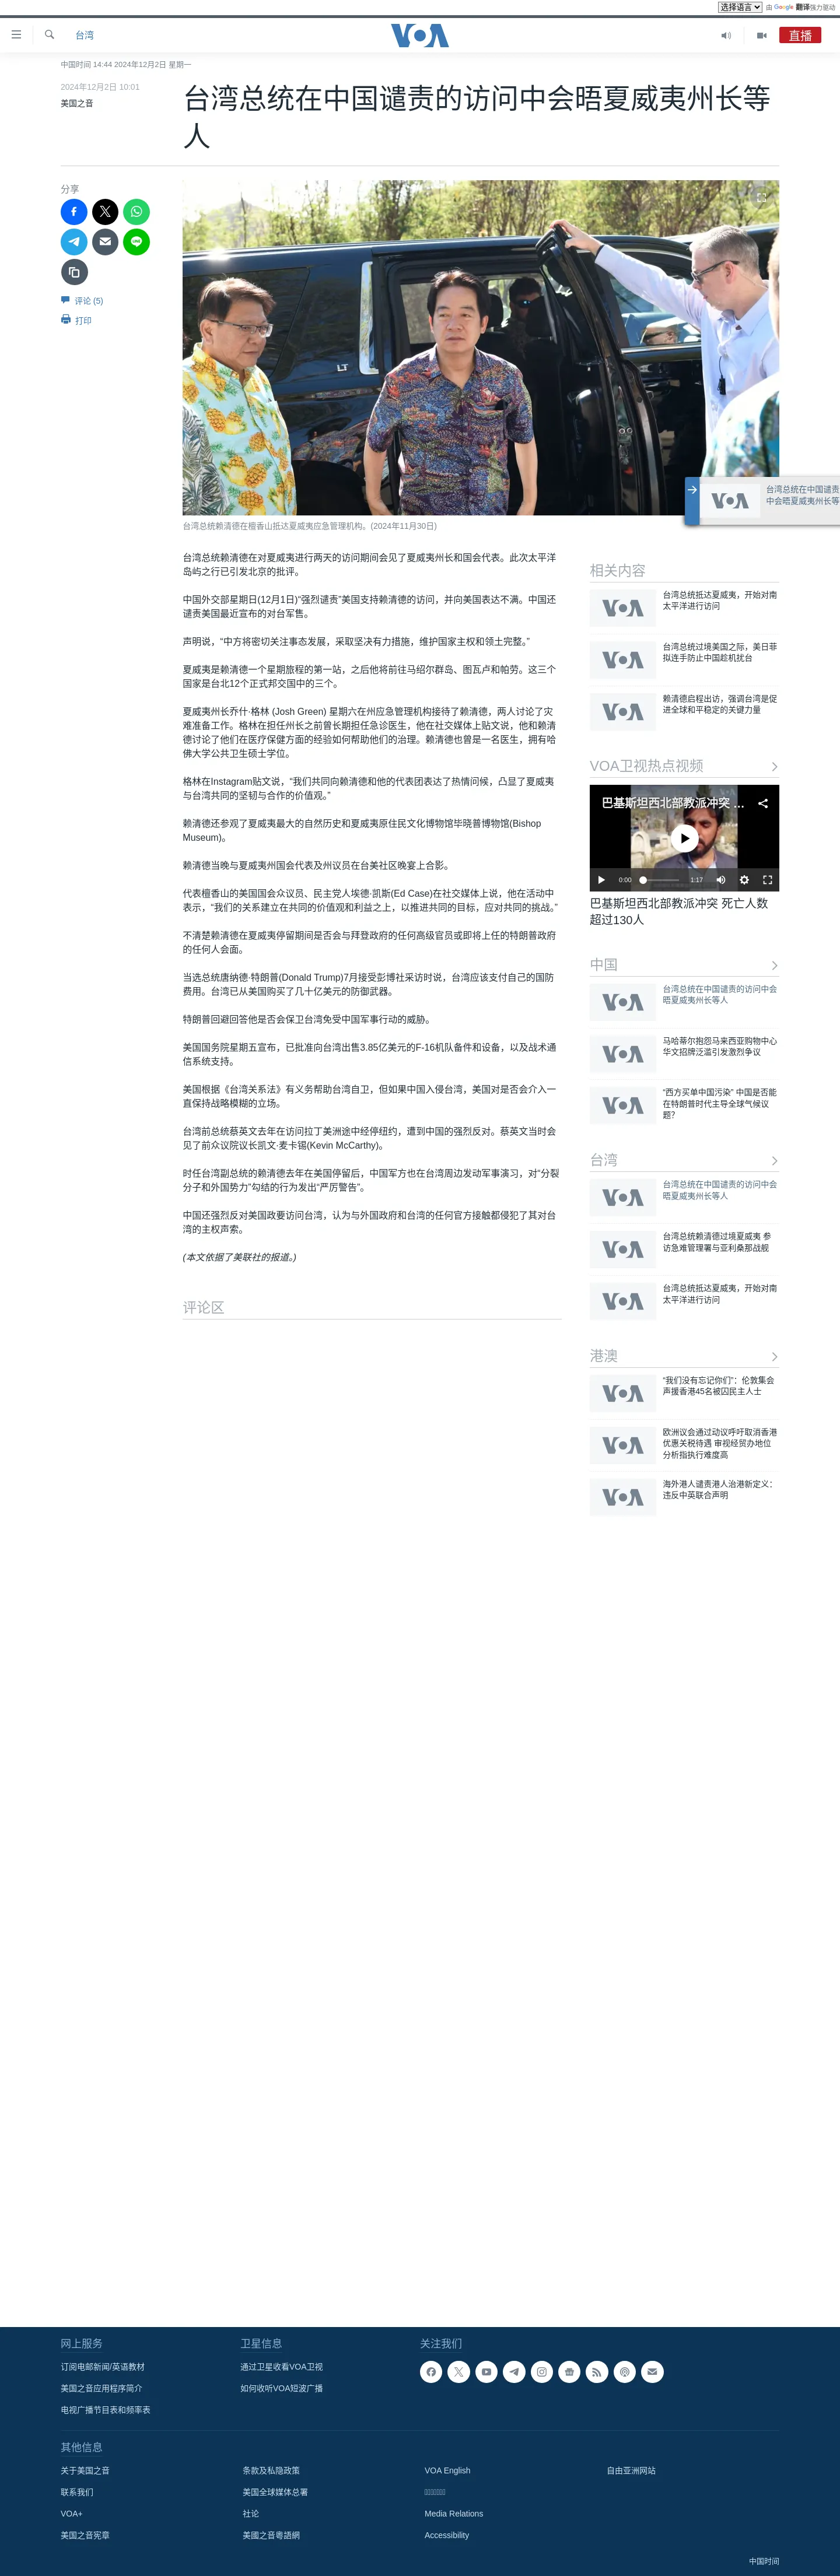 选择语言 由 Google 翻译强力驱动
台湾
VOA
直播
中国时间 14:44 2024年12月2日 星期一
2024年12月2日 10:01
美国之音
台湾总统在中国谴责的访问中会晤夏威夷州长等
人
分享
评论 (5)
打印
台湾总统在中国谴责
中会晤夏威夷州长等
VOA
台湾总统赖清德在檀香山抵达夏威夷应急管理机构。(2024年11月30日)
台湾总统赖清德在对夏威夷进行两天的访问期间会见了夏威夷州长和国会代表。此次太平洋
岛屿之行已引发北京的批评。
中国外交部星期日(12月1日)“强烈谴责”美国支持赖清德的访问，并向美国表达不满。中国还
谴责美国最近宣布的对台军售。
声明说，“中方将密切关注事态发展，采取坚决有力措施，维护国家主权和领土完整。”
夏威夷是赖清德一个星期旅程的第一站，之后他将前往马绍尔群岛、图瓦卢和帕劳。这三个
国家是台北12个正式邦交国中的三个。
夏威夷州长乔什·格林 (Josh Green) 星期六在州应急管理机构接待了赖清德，两人讨论了灾
难准备工作。格林在担任州长之前曾长期担任急诊医生，他在社交媒体上贴文说，他和赖清
德讨论了他们在医疗保健方面的经验如何帮助他们的治理。赖清德也曾是一名医生，拥有哈
佛大学公共卫生硕士学位。
格林在Instagram贴文说，“我们共同向赖清德和他的代表团表达了热情问候，凸显了夏威夷
与台湾共同的坚韧与合作的价值观。”
赖清德还参观了夏威夷最大的自然历史和夏威夷原住民文化博物馆毕晓普博物馆(Bishop
Museum)。
赖清德当晚与夏威夷州国会代表及州议员在台美社区晚宴上合影。
代表檀香山的美国国会众议员、民主党人埃德·凯斯(Ed Case)在社交媒体上说，他在活动中
表示，“我们的关系建立在共同的价值观和利益之上，以推进共同的目标，应对共同的挑战。”
不清楚赖清德在夏威夷停留期间是否会与拜登政府的任何高级官员或即将上任的特朗普政府
的任何人会面。
当选总统唐纳德·特朗普(Donald Trump)7月接受彭博社采访时说，台湾应该支付自己的国防
费用。台湾已从美国购买了几十亿美元的防御武器。
特朗普回避回答他是否会保卫台湾免受中国军事行动的威胁。
美国国务院星期五宣布，已批准向台湾出售3.85亿美元的F-16机队备件和设备，以及战术通
信系统支持。
美国根据《台湾关系法》有义务帮助台湾自卫，但如果中国入侵台湾，美国对是否会介入一
直保持战略模糊的立场。
台湾前总统蔡英文去年在访问拉丁美洲途中经停纽约，遭到中国的强烈反对。蔡英文当时会
见了前众议院议长凯文·麦卡锡(Kevin McCarthy)。
时任台湾副总统的赖清德去年在美国停留后，中国军方也在台湾周边发动军事演习，对“分裂
分子和外国势力”勾结的行为发出“严厉警告”。
中国还强烈反对美国政要访问台湾，认为与外国政府和台湾的任何官方接触都侵犯了其对台
湾的主权声索。
(本文依据了美联社的报道。)
评论区
相关内容
VOA
台湾总统抵达夏威夷，开始对南
太平洋进行访问
VOA
台湾总统过境美国之际，美日菲
拟连手防止中国趁机扰台
VOA
赖清德启程出访，强调台湾是促
进全球和平稳定的关键力量
VOA卫视热点视频
巴基斯坦西北部教派冲突 ...
0:00
1:17
巴基斯坦西北部教派冲突 死亡人数
超过130人
中国
VOA
台湾总统在中国谴责的访问中会
晤夏威夷州长等人
VOA
马哈蒂尔抱怨马来西亚购物中心
华文招牌泛滥引发激烈争议
VOA
“西方买单中国污染” 中国是否能
在特朗普时代主导全球气候议
题？
台湾
VOA
台湾总统在中国谴责的访问中会
晤夏威夷州长等人
VOA
台湾总统赖清德过境夏威夷 参
访急难管理署与亚利桑那战舰
VOA
台湾总统抵达夏威夷，开始对南
太平洋进行访问
港澳
VOA
“我们没有忘记你们”：伦敦集会
声援香港45名被囚民主人士
VOA
欧洲议会通过动议呼吁取消香港
优惠关税待遇 审视经贸办地位
分析指执行难度高
VOA
海外港人谴责港人治港新定义：
违反中英联合声明
网上服务
订阅电邮新闻/英语教材
美国之音应用程序简介
电视广播节目表和频率表
卫星信息
通过卫星收看VOA卫视
如何收听VOA短波广播
关注我们
其他信息
关于美国之音
联系我们
VOA+
美国之音宪章
条款及私隐政策
美国全球媒体总署
社论
美國之音粵語網
VOA English
Media Relations
Accessibility
自由亚洲网站
中国时间